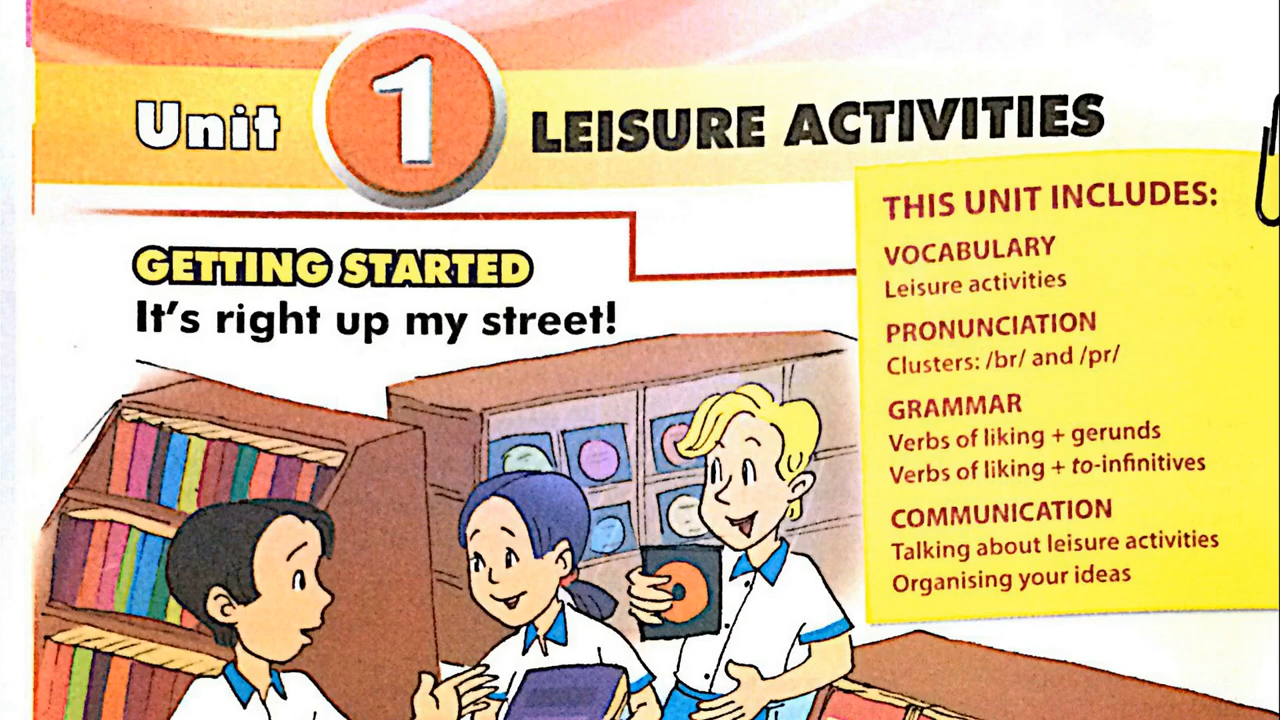 Unit 1 LEISURE ACTIVITIES
GETTING STARTED
It's right up my street!
THIS UNIT INCLUDES:
VOCABULARY
Leisure activities
PRONUNCIATION
Clusters: /br/ and /pr/
GRAMMAR
Verbs of liking + gerunds
Verbs of liking + to-infinitives
COMMUNICATION
Talking about leisure activities
Organising your ideas